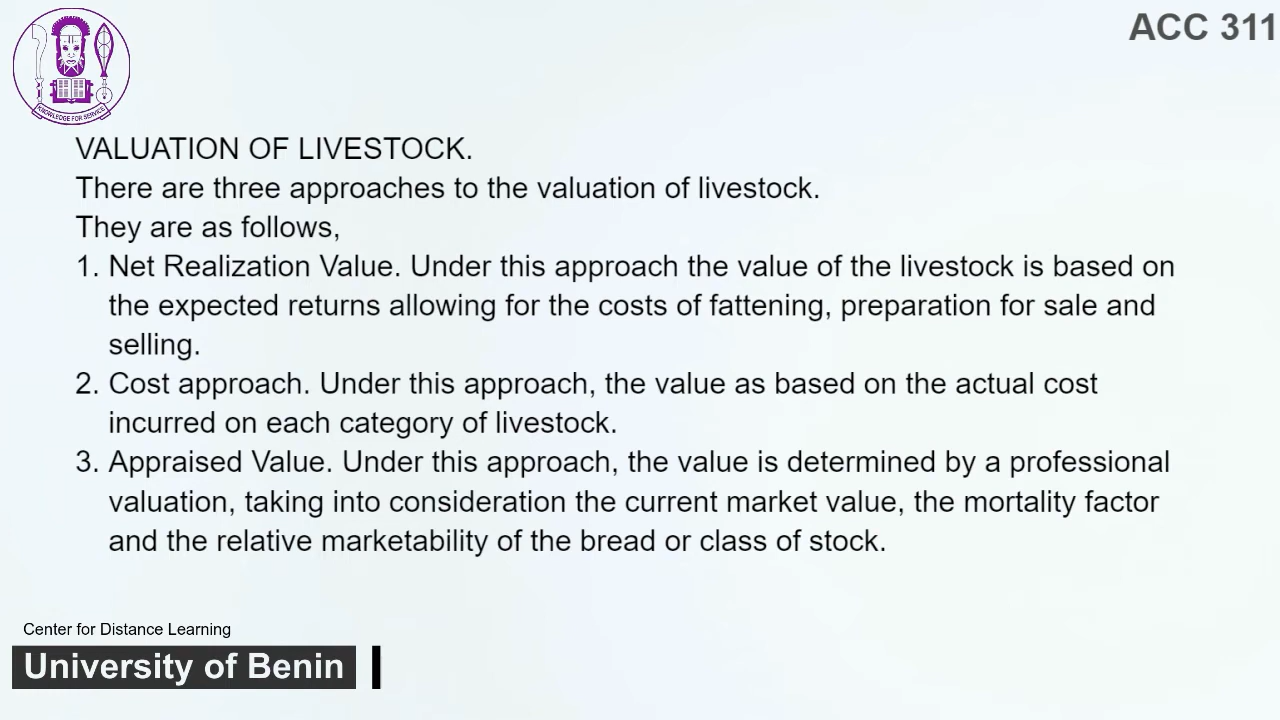 ACC 311
KNOWLEDGE FOR SERVICE
VALUATION OF LIVESTOCK.
There are three approaches to the valuation of livestock.
They are as follows,
1. Net Realization Value. Under this approach the value of the livestock is based on
the expected returns allowing for the costs of fattening, preparation for sale and
selling.
2. Cost approach. Under this approach, the value as based on the actual cost
incurred on each category of livestock.
3. Appraised Value. Under this approach, the value is determined by a professional
valuation, taking into consideration the current market value, the mortality factor
and the relative marketability of the bread or class of stock.
Center for Distance Learning
University of Benin